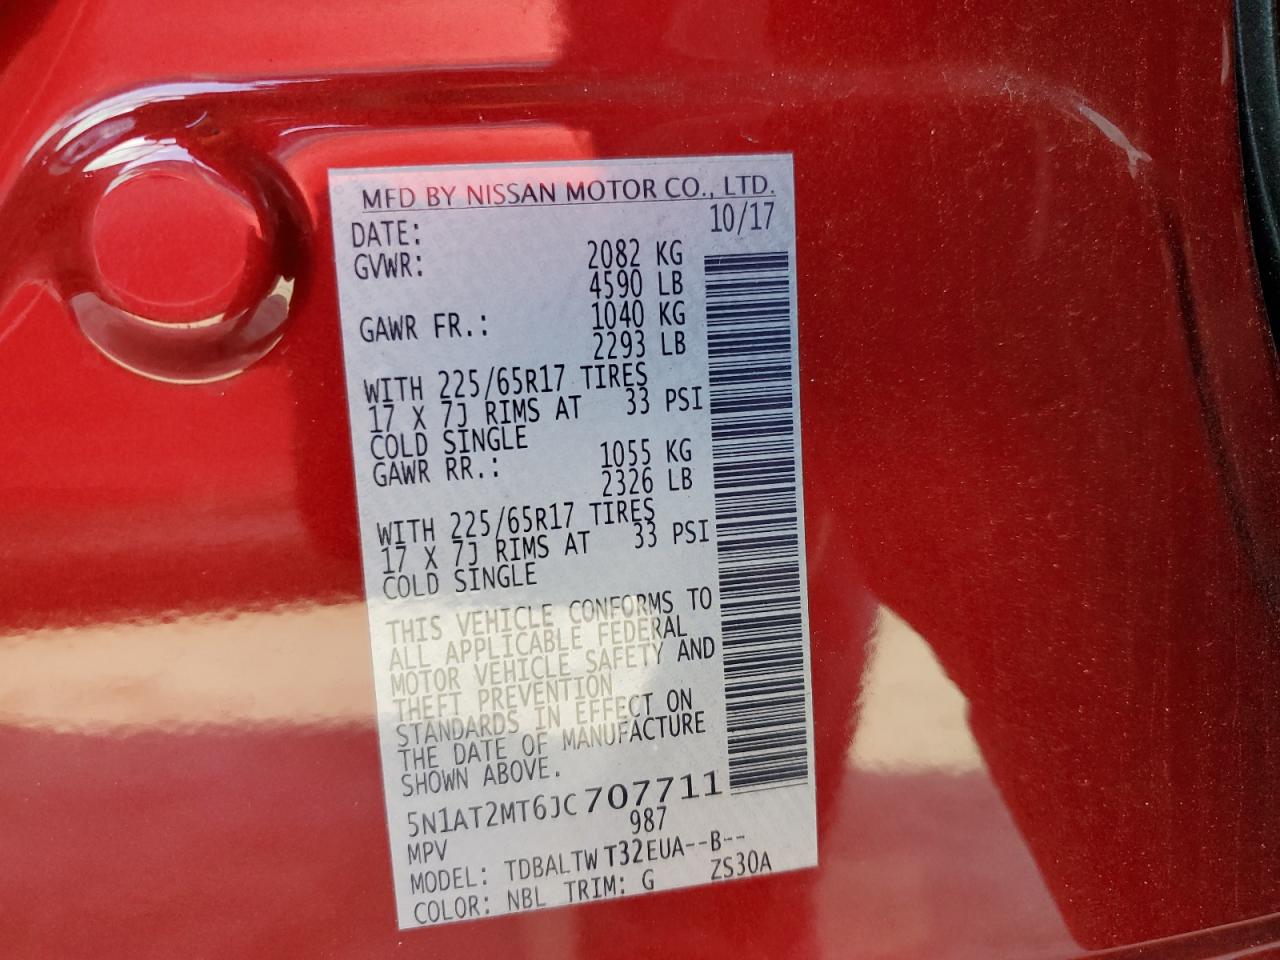 MFD BY NISSAN MOTOR CO., LTD.
DATE: 10/17
GVWR: 2082 KG
4590 LB
GAWR FR.: 1040 KG
2293 LB
WITH 225/65R17 TIRES
17 X 7J RIMS AT 33 PSI
COLD SINGLE
GAWR RR.: 1055 KG
2326 LB
WITH 225/65R17 TIRES
17 X 7J RIMS AT 33 PSI
COLD SINGLE
THIS VEHICLE CONFORMS TO
ALL APPLICABLE FEDERAL
MOTOR VEHICLE SAFETY AND
THEFT PREVENTION
STANDARDS IN EFFECT ON
THE DATE OF MANUFACTURE
SHOWN ABOVE.
5N1AT2MT6JC707711
MPV 987
MODEL: TDBALTWT32EUA--B--
COLOR: NBL TRIM: G ZS30A